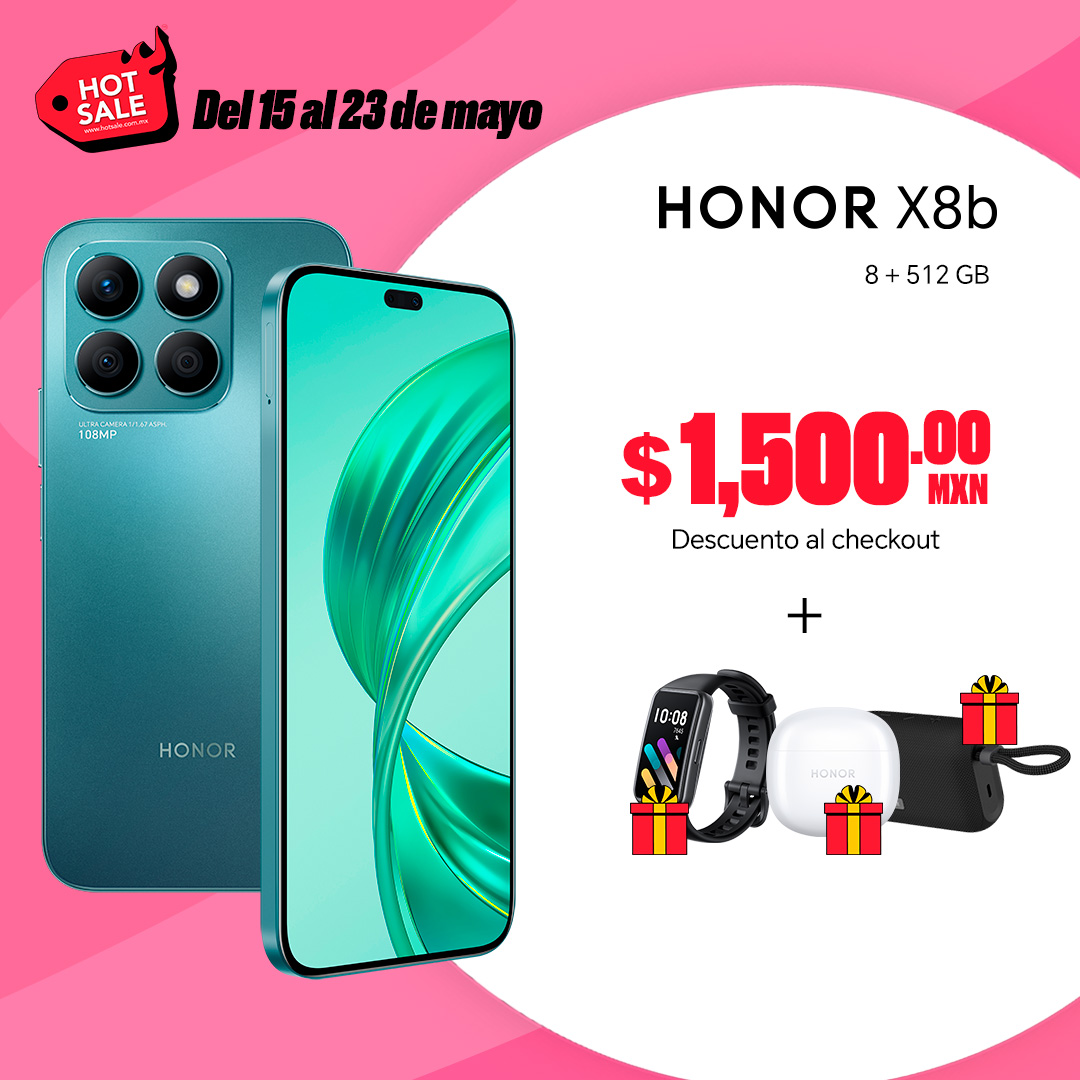 HOT
SALE
www.hotsale.com.mx
Del 15 al 23 de mayo
HONOR X8b
8 + 512 GB
ULTRA CAMERA 1/1.67 ASPH.
108MP
HONOR
$1,500.00
MXN
Descuento al checkout
+
10:08
7645
HONOR